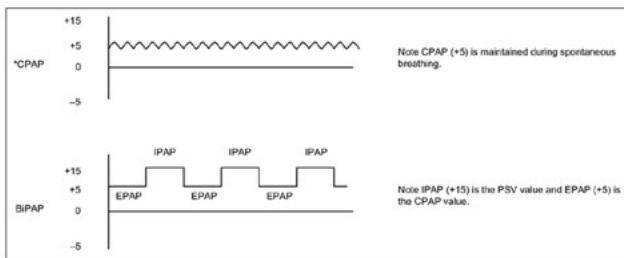 +15
+5
*CPAP
0
–5
Note CPAP (+5) is maintained during spontaneous
breathing.
IPAP IPAP IPAP
+15
+5
EPAP EPAP EPAP
BiPAP
0
–5
Note IPAP (+15) is the PSV value and EPAP (+5) is
the CPAP value.